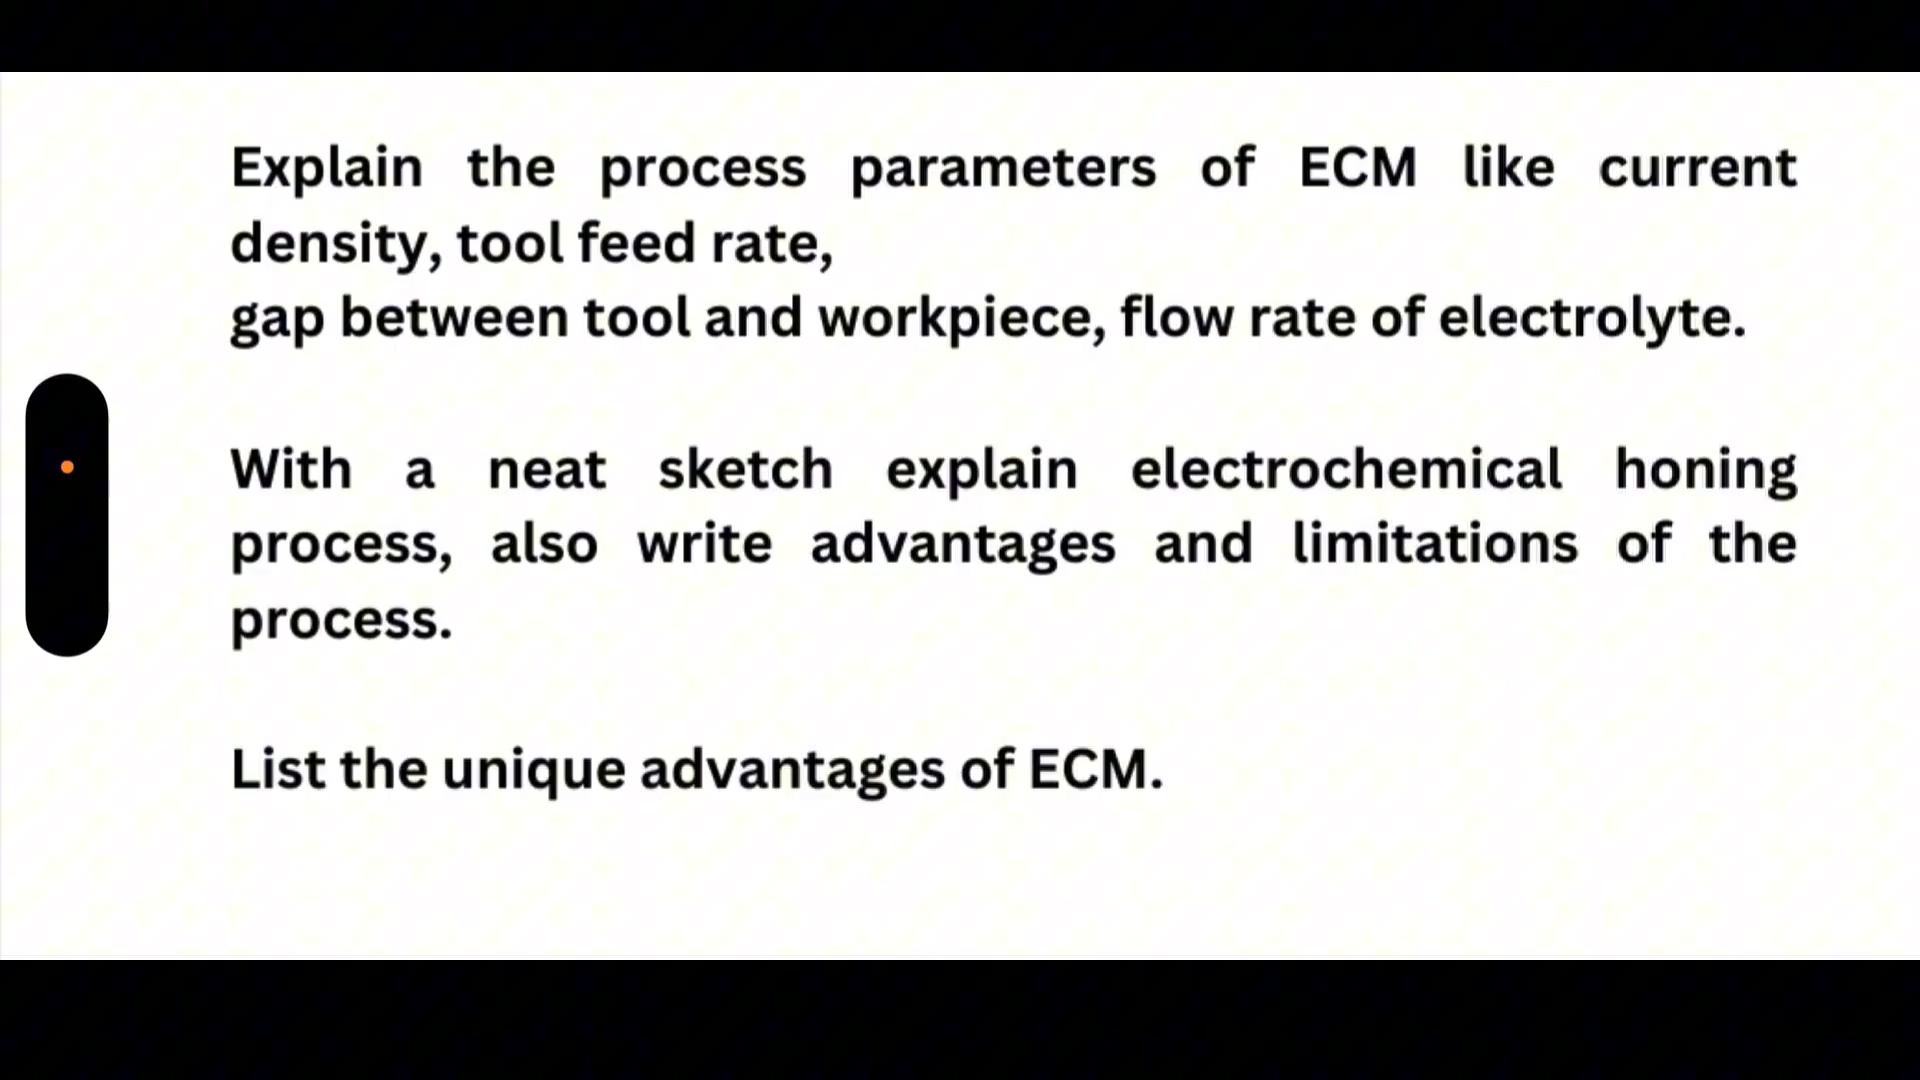 Explain the process parameters of ECM like current
density, tool feed rate,
gap between tool and workpiece, flow rate of electrolyte.
With a neat sketch explain electrochemical honing
process, also write advantages and limitations of the
process.
List the unique advantages of ECM.